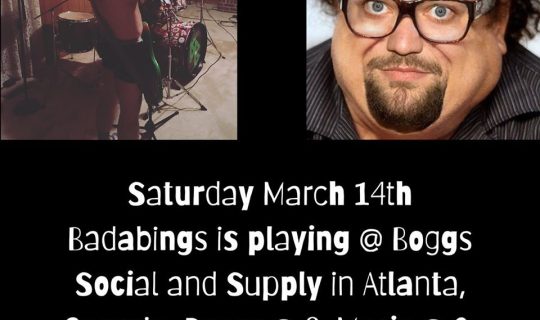 Saturday March 14th
Badabings is playing @ Boggs
Social and Supply in Atlanta,